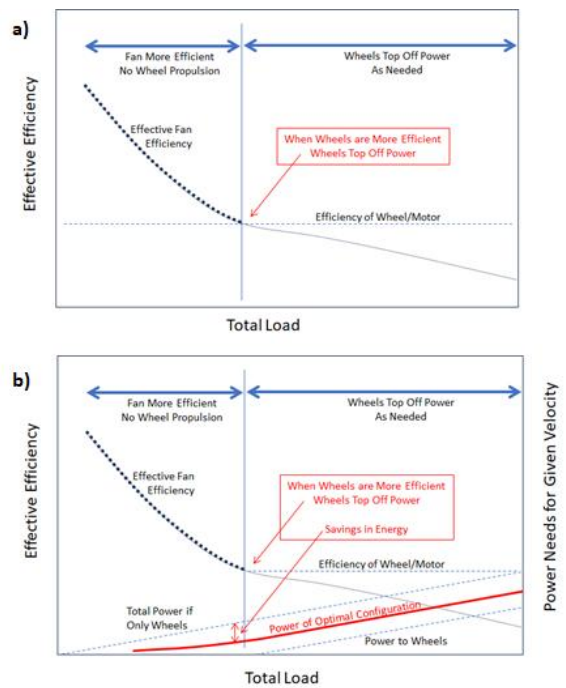 a)
Effective Efficiency
Fan More Efficient
No Wheel Propulsion
Wheels Top Off Power
As Needed
Effective Fan
Efficiency
When Wheels are More Efficient
Wheels Top Off Power
Efficiency of Wheel/Motor
Total Load
b)
Effective Efficiency
Power Needs for Given Velocity
Fan More Efficient
No Wheel Propulsion
Wheels Top Off Power
As Needed
Effective Fan
Efficiency
When Wheels are More Efficient
Wheels Top Off Power
Savings in Energy
Efficiency of Wheel/Motor
Total Power if
Only Wheels
Power of Optimal Configuration
Power to Wheels
Total Load